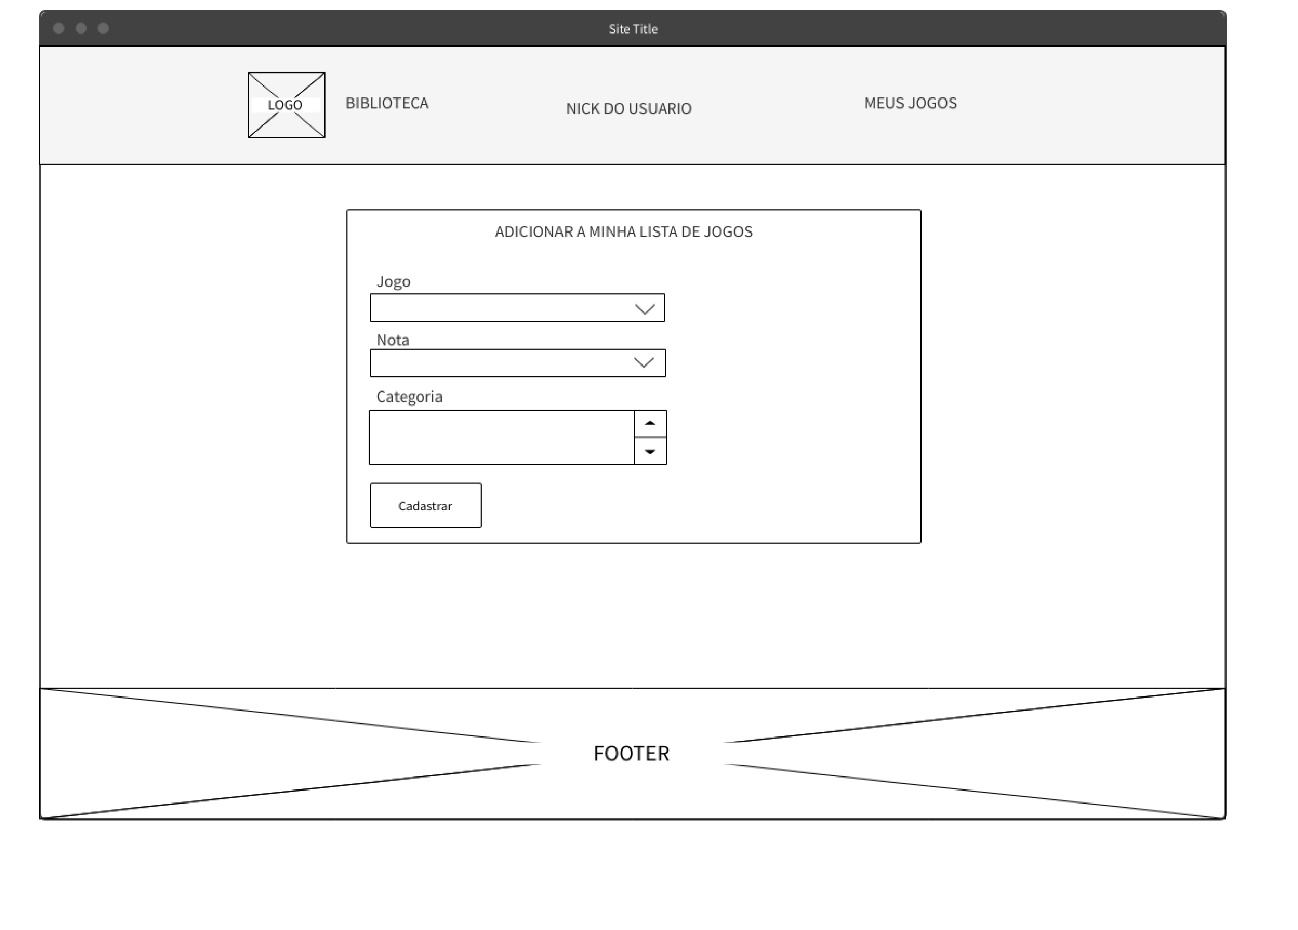 Site Title
LOGO
BIBLIOTECA
NICK DO USUARIO
MEUS JOGOS
ADICIONAR A MINHA LISTA DE JOGOS
Jogo
Nota
Categoria
Cadastrar
FOOTER